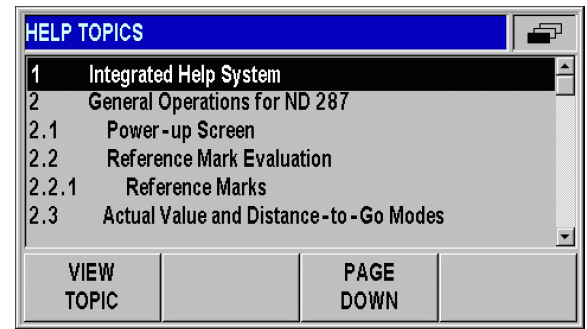 HELP TOPICS
1 Integrated Help System
2 General Operations for ND 287
2.1 Power-up Screen
2.2 Reference Mark Evaluation
2.2.1 Reference Marks
2.3 Actual Value and Distance-to-Go Modes
VIEW TOPIC
PAGE DOWN